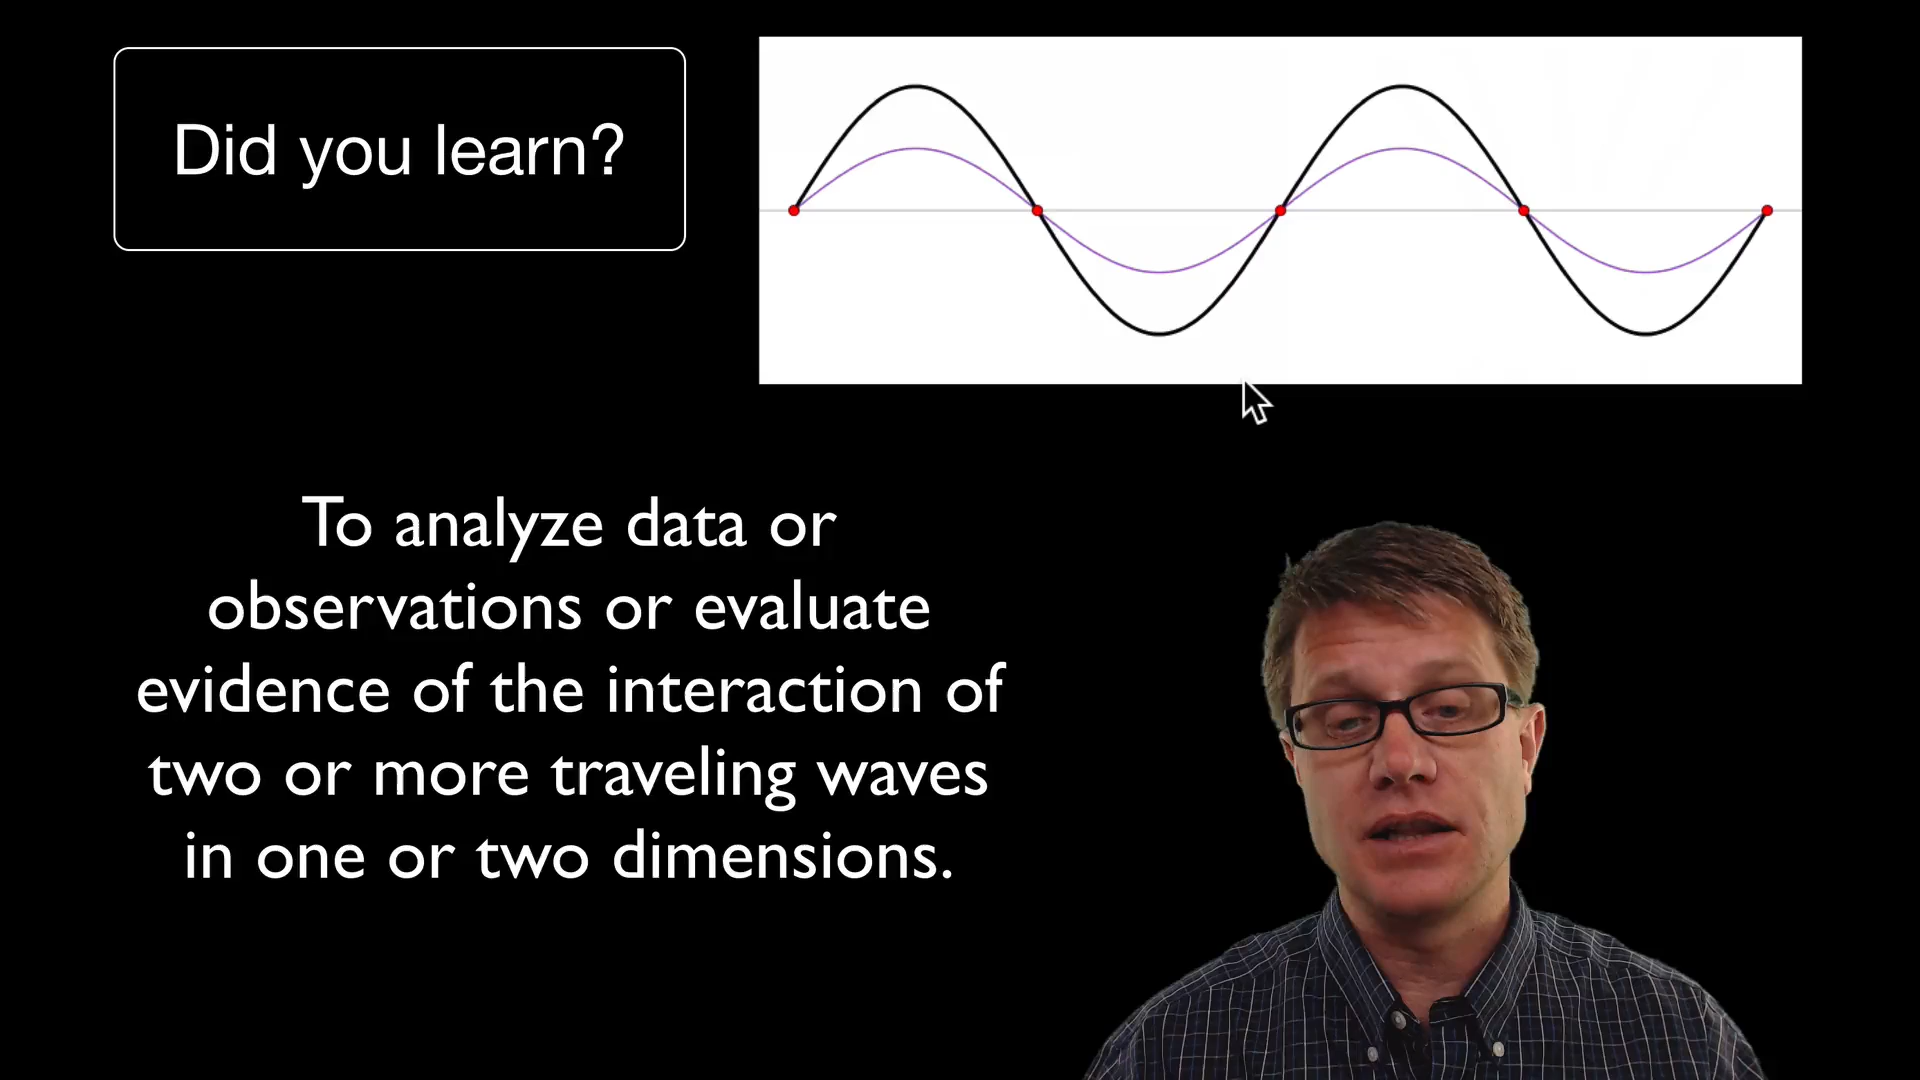 Did you learn?
To analyze data or
observations or evaluate
evidence of the interaction of
two or more traveling waves
in one or two dimensions.